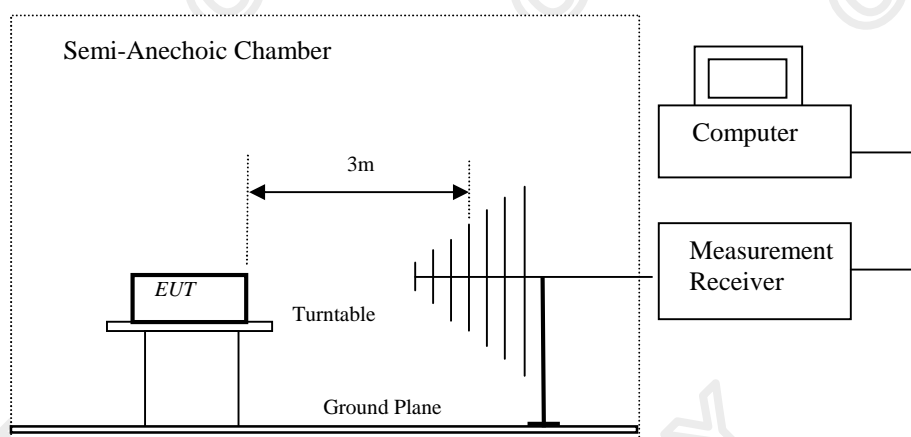 Semi-Anechoic Chamber
3m
EUT
Turntable
Ground Plane
Computer
Measurement
Receiver